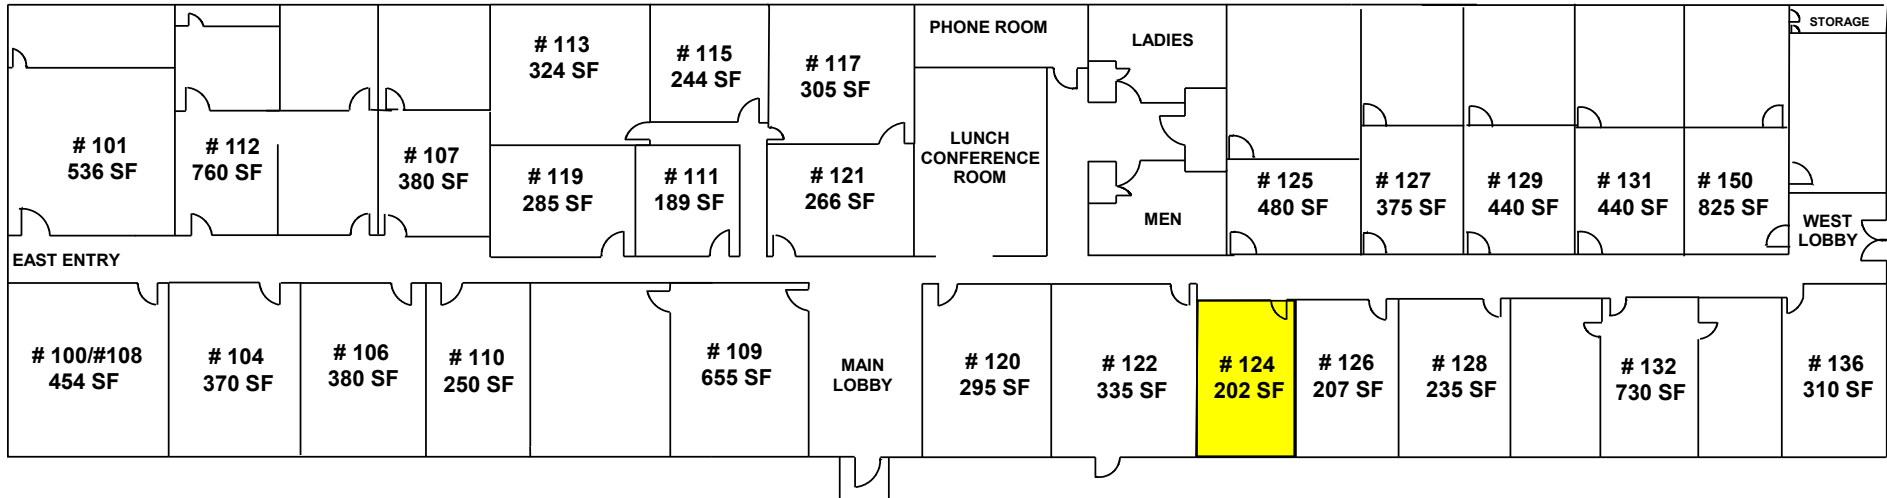 PHONE ROOM
STORAGE
LADIES
# 113
324 SF
# 115
244 SF
# 117
305 SF
# 101
536 SF
# 112
760 SF
# 107
380 SF
LUNCH
CONFERENCE
ROOM
# 119
285 SF
# 111
189 SF
# 121
266 SF
# 125
480 SF
# 127
375 SF
# 129
440 SF
# 131
440 SF
# 150
825 SF
MEN
WEST
LOBBY
EAST ENTRY
# 100/#108
454 SF
# 104
370 SF
# 106
380 SF
# 110
250 SF
# 109
655 SF
MAIN
LOBBY
# 120
295 SF
# 122
335 SF
# 124
202 SF
# 126
207 SF
# 128
235 SF
# 132
730 SF
# 136
310 SF